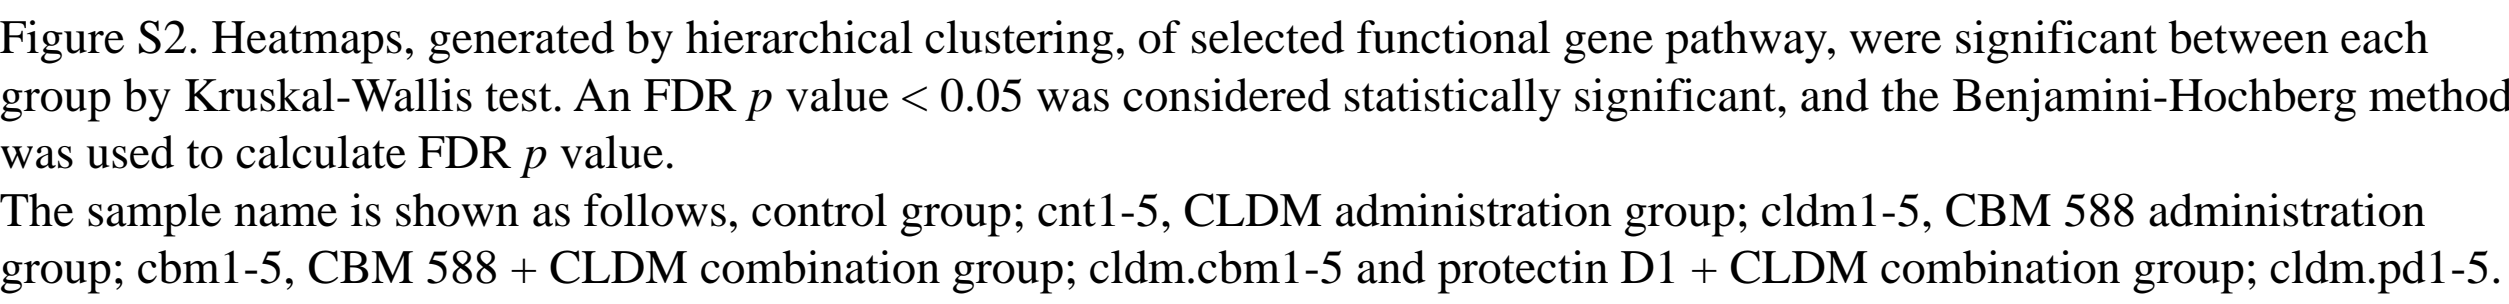 Figure S2. Heatmaps, generated by hierarchical clustering, of selected functional gene pathway, were significant between each
group by Kruskal-Wallis test. An FDR p value < 0.05 was considered statistically significant, and the Benjamini-Hochberg method
was used to calculate FDR p value.
The sample name is shown as follows, control group; cnt1-5, CLDM administration group; cldm1-5, CBM 588 administration
group; cbm1-5, CBM 588 + CLDM combination group; cldm.cbm1-5 and protectin D1 + CLDM combination group; cldm.pd1-5.